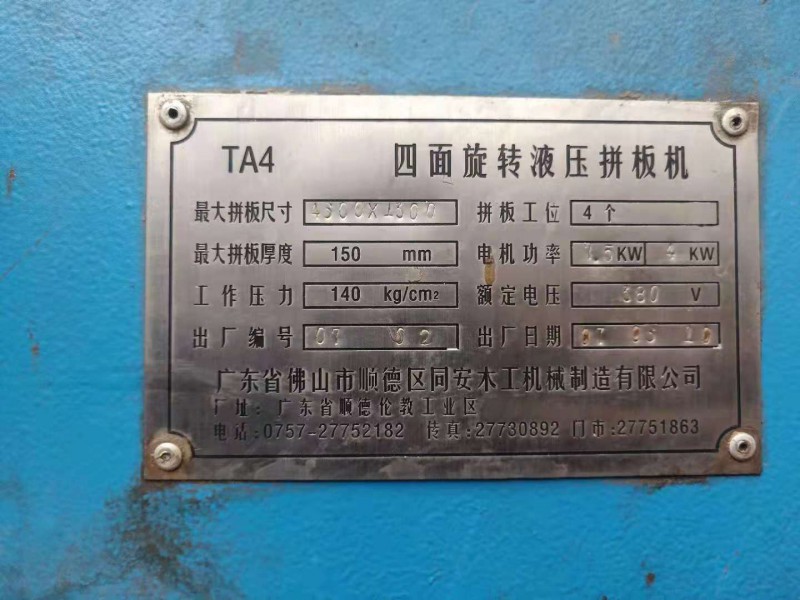 TA4 四面旋转液压拼板机
最大拼板尺寸 4300X1300 拼板工位 4个
最大拼板厚度 150 mm 电机功率 KW 4 KW
工作压力 140 kg/cm2 额定电压 380 V
出厂编号 07 02 出厂日期 07
广东省佛山市顺德区同安木工机械制造有限公司
厂址：广东省顺德伦教工业区
电话:0757-27752182 传真:27730892 门市:27751863